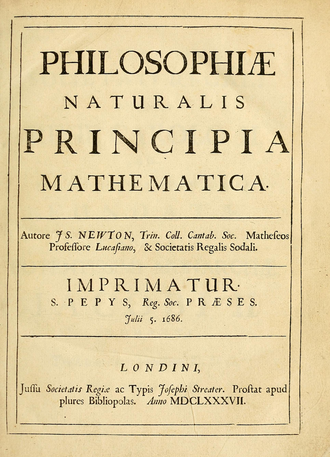 PHILOSOPHIÆ
NATURALIS
PRINCIPIA
MATHEMATICA.
Autore JS. NEWTON, Trin. Coll. Cantab. Soc. Matheseos
Professore Lucasiano, & Societatis Regalis Sodali.
IMPRIMATUR.
S. PEPYS, Reg. Soc. PRÆSES.
Julii 5. 1686.
LONDINI,
Jussu Societatis Regiæ ac Typis Josephi Streater. Prostat apud
plures Bibliopolas. Anno MDCLXXXVII.